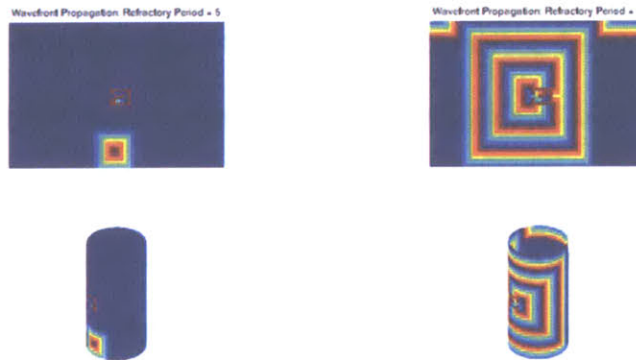 Wavefront Propagation: Refractory Period = 5
Wavefront Propagation: Refractory Period =